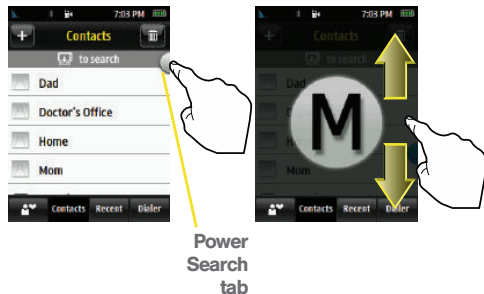 7:03 PM
+ Contacts
to search
Dad
Doctor's Office
Home
Mom
Contacts Recent Dialer
7:03 PM
+ Contacts
Dad
M
Mom
Contacts Recent Dialer
Power
Search
tab